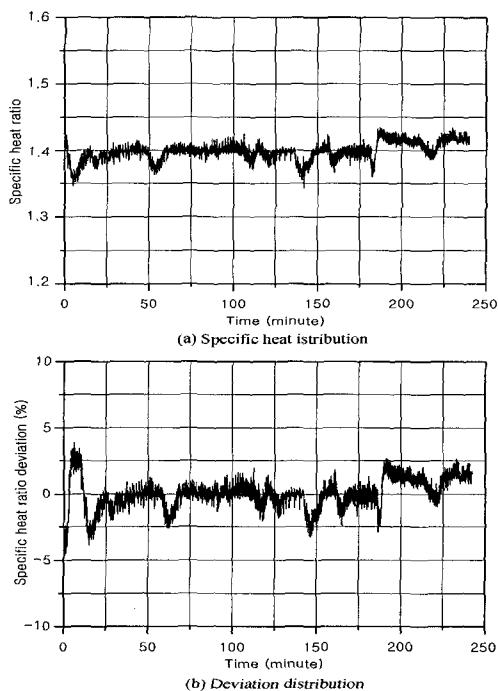 1.6
1.5
1.4
1.3
1.2
Specific heat ratio
0 50 100 150 200 250
Time (minute)
(a) Specific heat istribution
10
5
0
−5
−10
Specific heat ratio deviation (%)
0 50 100 150 200 250
Time (minute)
(b) Deviation distribution